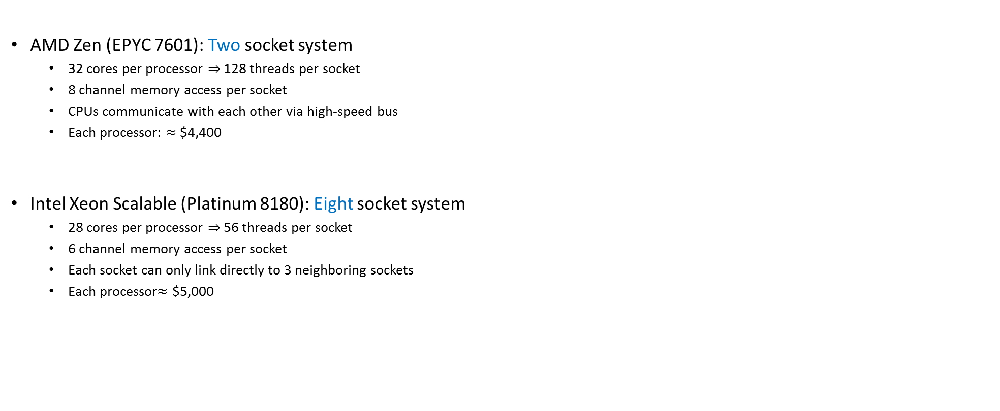 • AMD Zen (EPYC 7601): Two socket system
• 32 cores per processor ⇒ 128 threads per socket
• 8 channel memory access per socket
• CPUs communicate with each other via high-speed bus
• Each processor: ≈ $4,400
• Intel Xeon Scalable (Platinum 8180): Eight socket system
• 28 cores per processor ⇒ 56 threads per socket
• 6 channel memory access per socket
• Each socket can only link directly to 3 neighboring sockets
• Each processor≈ $5,000